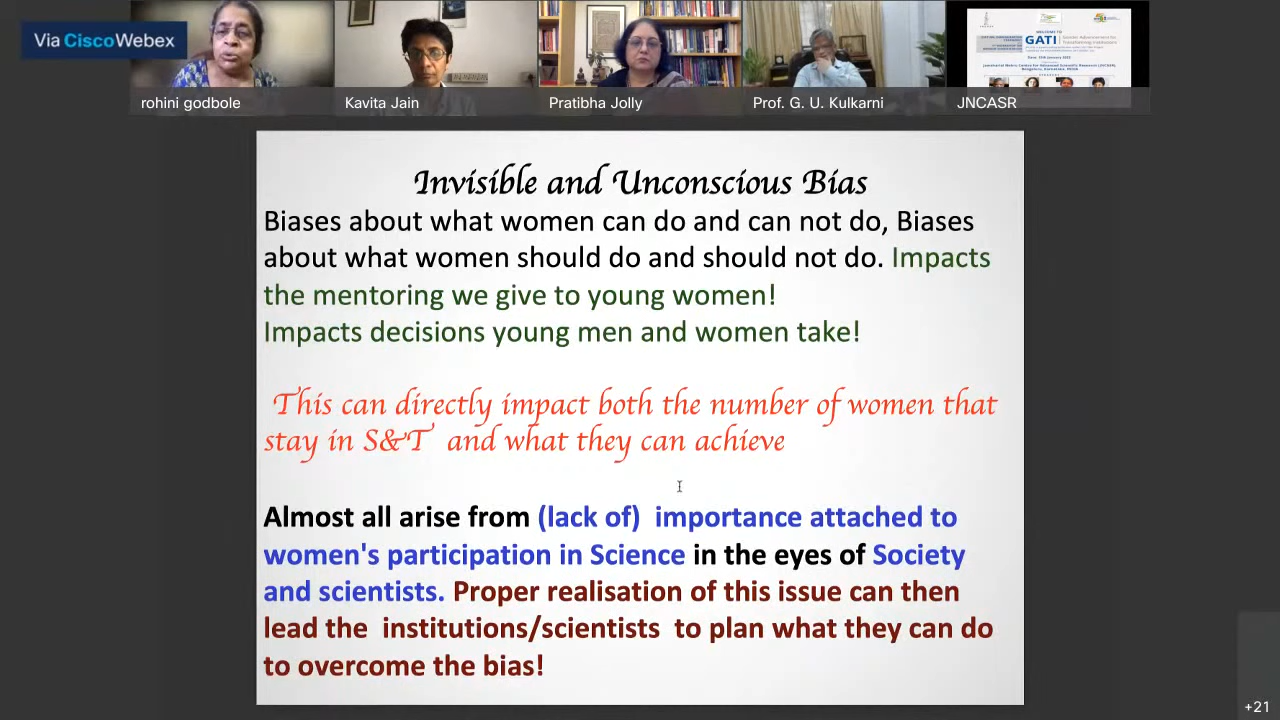 Via CiscoWebex
rohini godbole
Kavita Jain
Pratibha Jolly
Prof. G. U. Kulkarni
JNCASR
WELCOME TO
GATI
Invisible and Unconscious Bias
Biases about what women can do and can not do, Biases
about what women should do and should not do. Impacts
the mentoring we give to young women!
Impacts decisions young men and women take!
This can directly impact both the number of women that
stay in S&T and what they can achieve
Almost all arise from (lack of) importance attached to
women's participation in Science in the eyes of Society
and scientists. Proper realisation of this issue can then
lead the institutions/scientists to plan what they can do
to overcome the bias!
+21